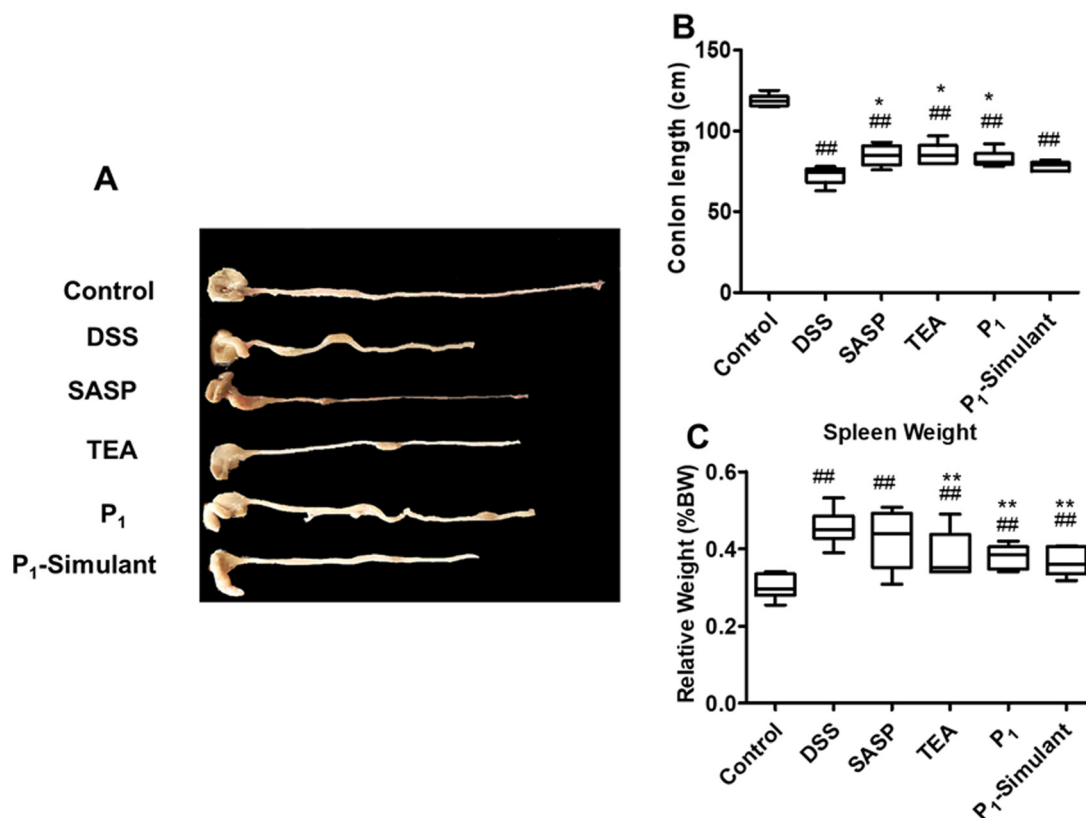 A
Control
DSS
SASP
TEA
P₁
P₁-Simulant
B
150
100
50
0
Conlon length (cm)
*
##
##
*
##
*
##
##
Control
DSS
SASP
TEA
P₁
P₁-Simulant
C
Spleen Weight
0.6
0.4
0.2
0.0
Relative Weight (%BW)
##
##
**
##
**
##
**
##
Control
DSS
SASP
TEA
P₁
P₁-Simulant